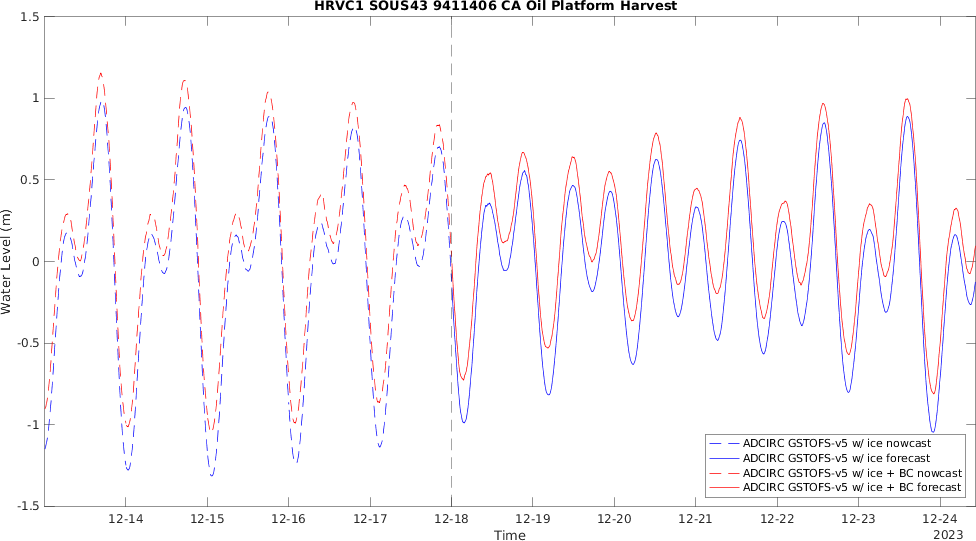 HRVC1 SOUS43 9411406 CA Oil Platform Harvest
1.5
1
0.5
0
-0.5
-1
-1.5
Water Level (m)
12-14 12-15 12-16 12-17 12-18 12-19 12-20 12-21 12-22 12-23 12-24
Time
2023
ADCIRC GSTOFS-v5 w/ ice nowcast
ADCIRC GSTOFS-v5 w/ ice forecast
ADCIRC GSTOFS-v5 w/ ice + BC nowcast
ADCIRC GSTOFS-v5 w/ ice + BC forecast